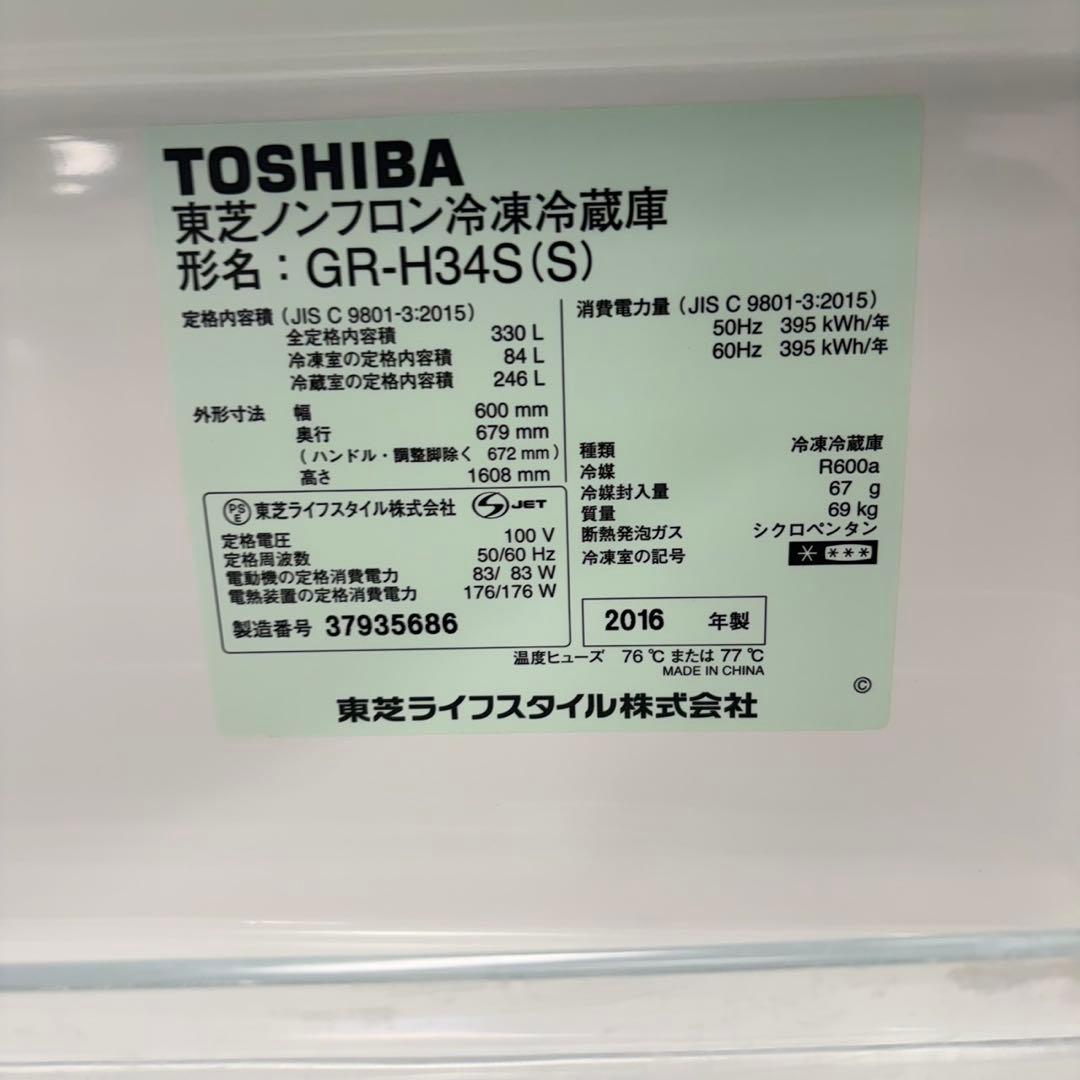 TOSHIBA
東芝ノンフロン冷凍冷蔵庫
形名：GR-H34S(S)
定格内容積 (JIS C 9801-3:2015)
全定格内容積 330 L
冷凍室の定格内容積 84 L
冷蔵室の定格内容積 246 L
外形寸法 幅 600 mm
奥行 679 mm
(ハンドル・調整脚除く 672 mm)
高さ 1608 mm
PSE 東芝ライフスタイル株式会社 S JET
定格電圧 100 V
定格周波数 50/60 Hz
電動機の定格消費電力 83/ 83 W
電熱装置の定格消費電力 176/176 W
製造番号 37935686
消費電力量 (JIS C 9801-3:2015)
50Hz 395 kWh/年
60Hz 395 kWh/年
種類 冷凍冷蔵庫
冷媒 R600a
冷媒封入量 67 g
質量 69 kg
断熱発泡ガス シクロペンタン
冷凍室の記号 * ***
2016 年製
温度ヒューズ 76 ℃ または 77 ℃
MADE IN CHINA
©
東芝ライフスタイル株式会社